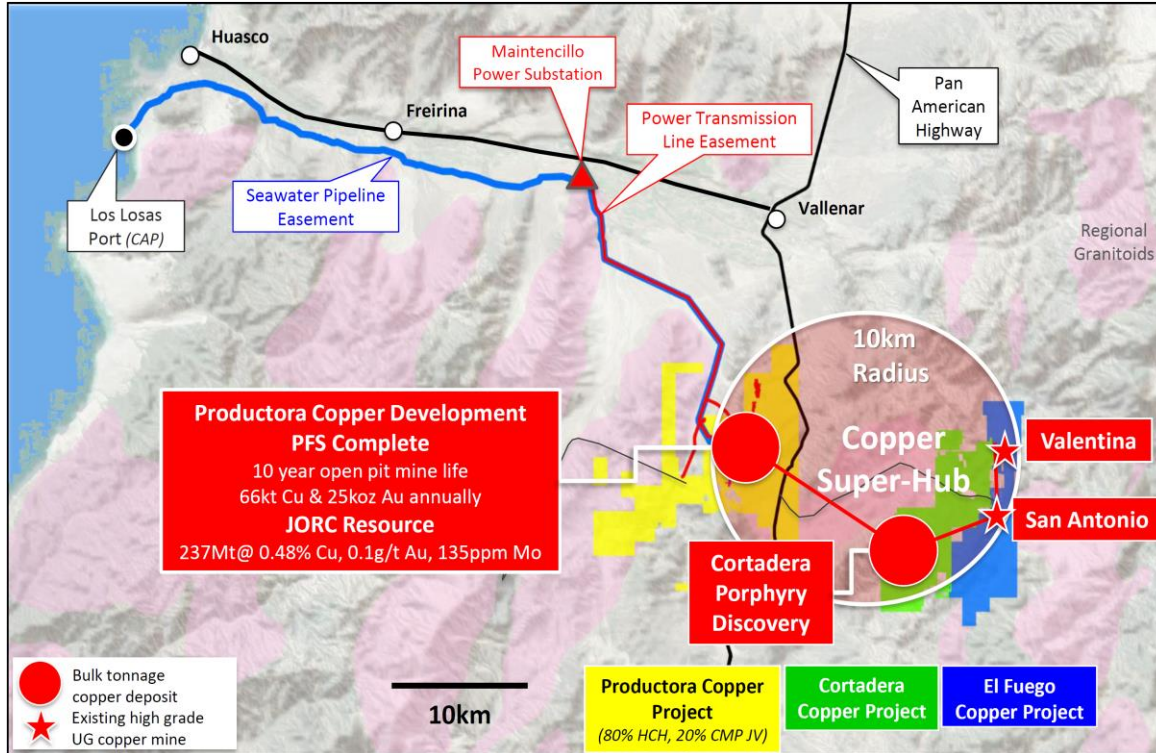 Huasco
Maintencillo
Power Substation
Pan
American
Highway
Freirina
Power Transmission
Line Easement
Seawater Pipeline
Easement
Los Losas
Port (CAP)
Vallenar
Regional
Granitoids
10km
Radius
Copper
Super-Hub
Valentina
San Antonio
Productora Copper Development
PFS Complete
10 year open pit mine life
66kt Cu & 25koz Au annually
JORC Resource
237Mt@ 0.48% Cu, 0.1g/t Au, 135ppm Mo
Cortadera
Porphyry
Discovery
Bulk tonnage
copper deposit
Existing high grade
UG copper mine
10km
Productora Copper
Project
(80% HCH, 20% CMP JV)
Cortadera
Copper Project
El Fuego
Copper Project